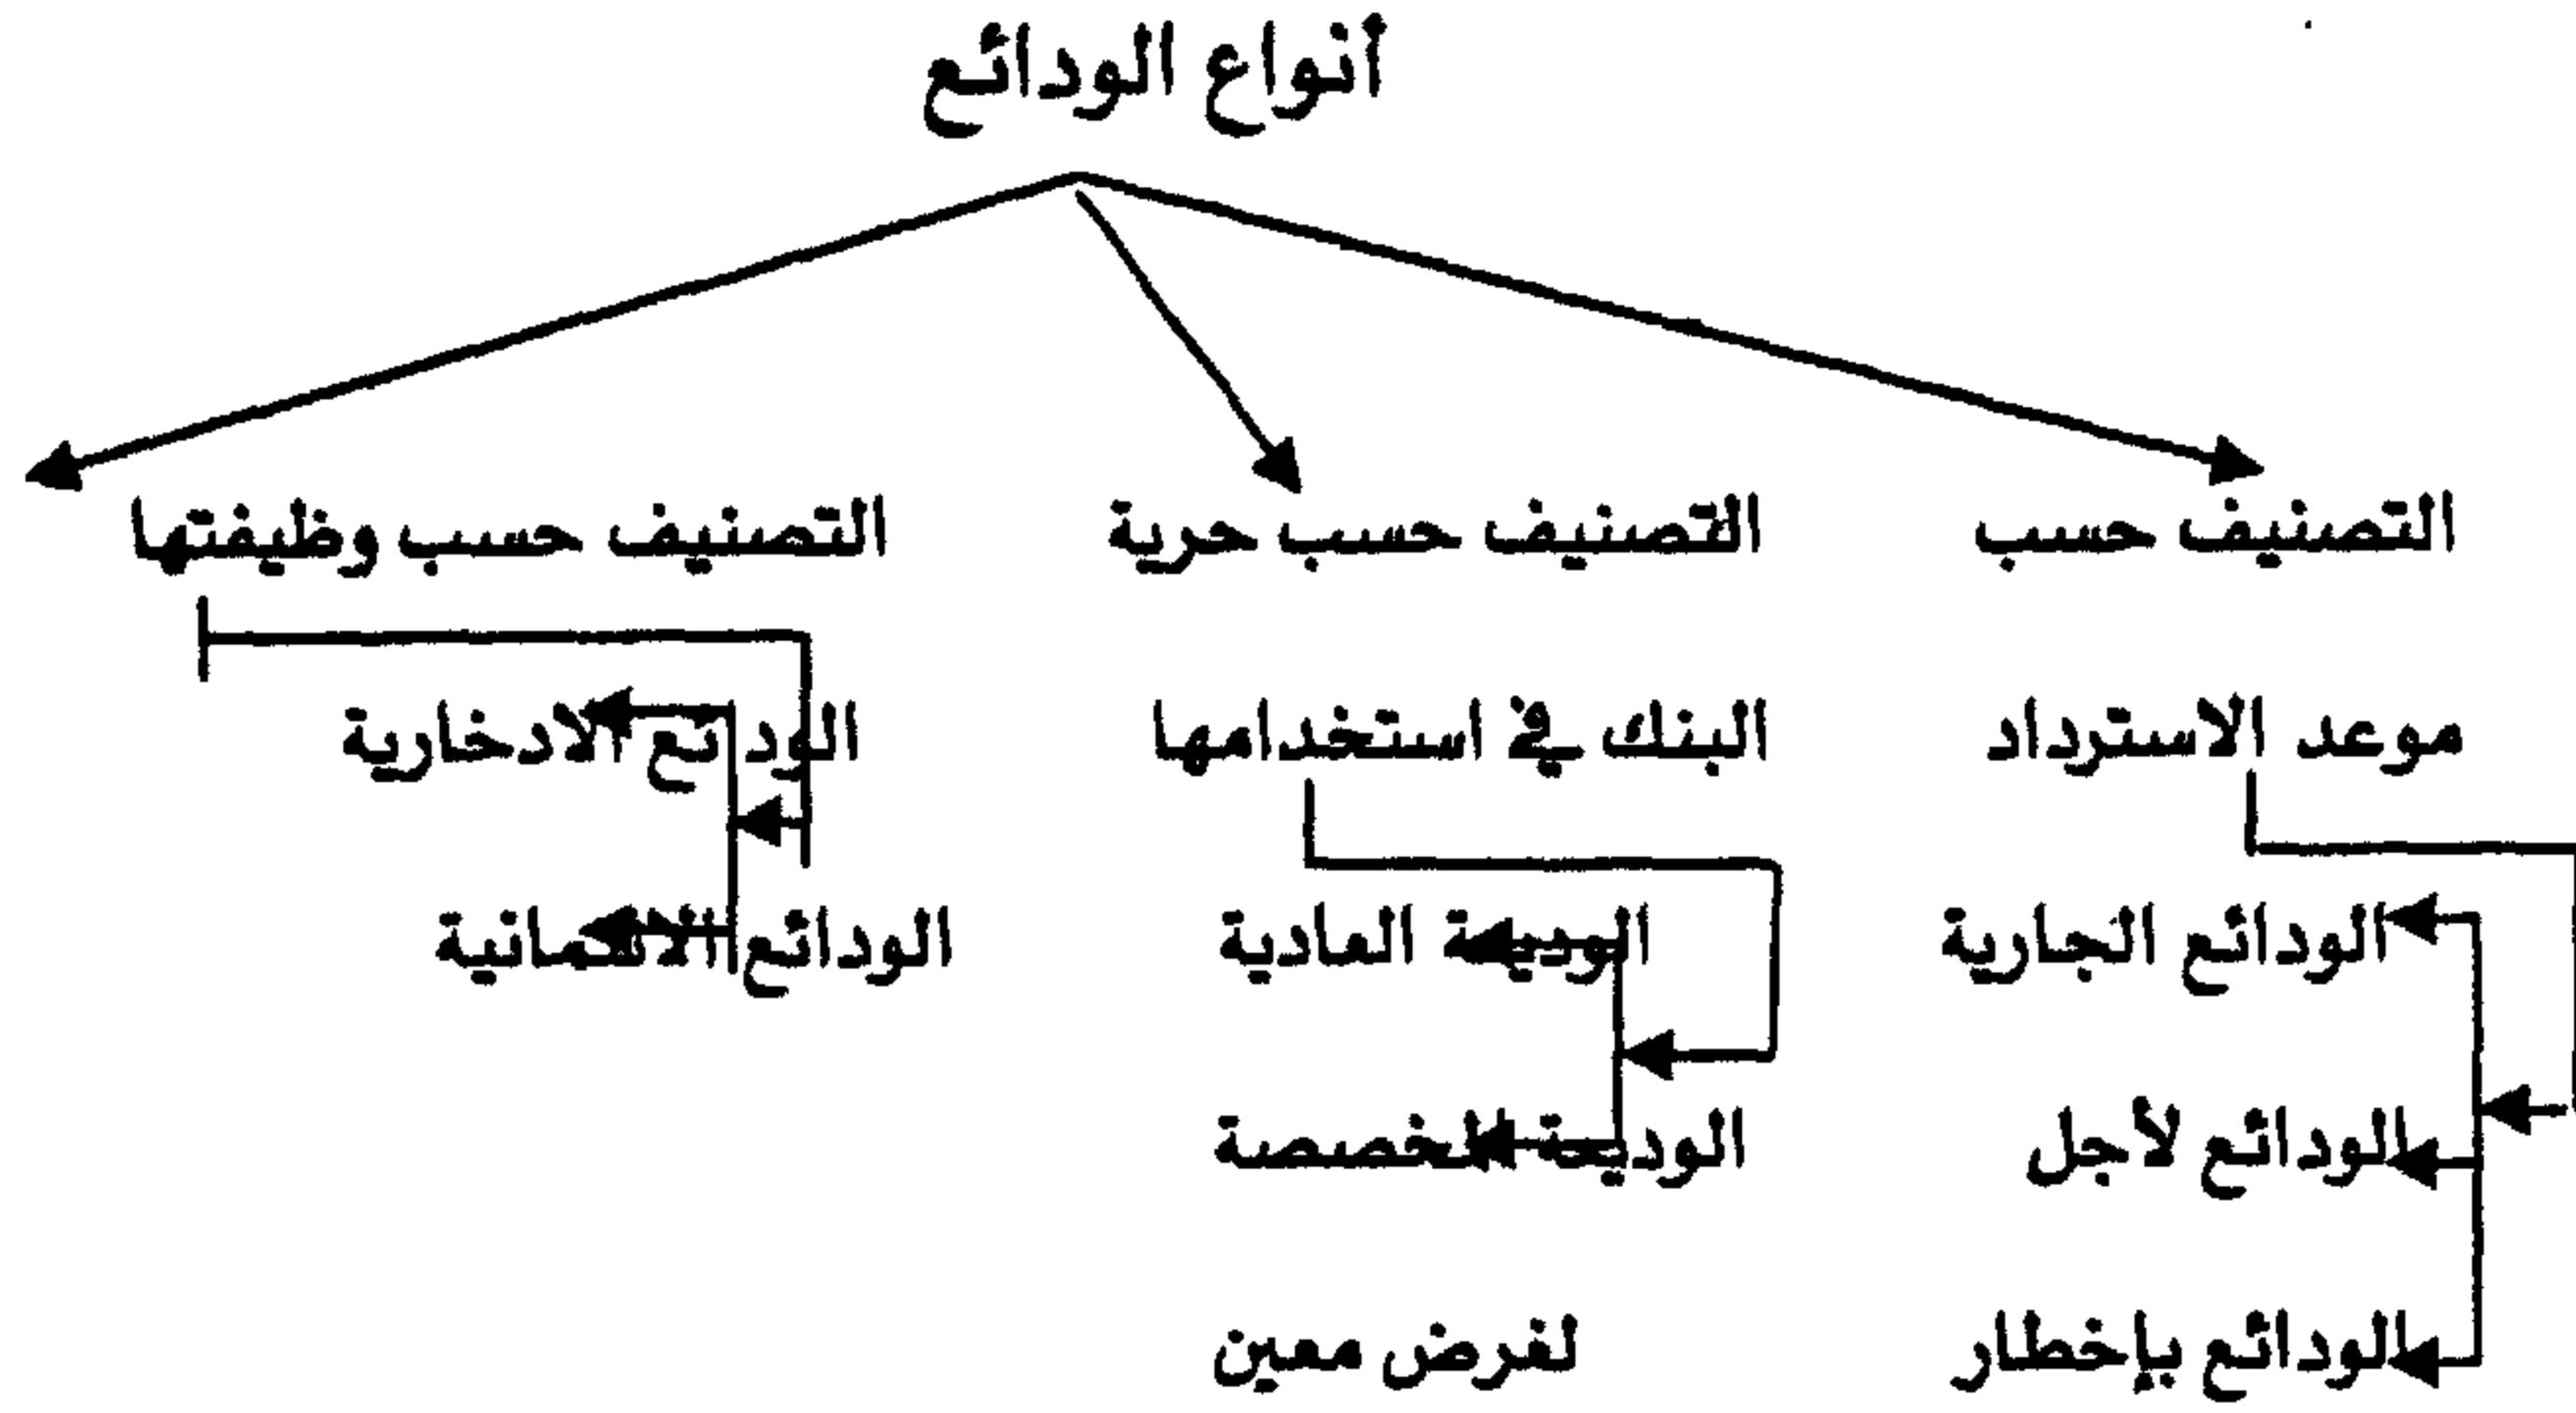 أنواع الودائع
التصنيف حسب
موعد الاسترداد
الودائع الجارية
الودائع لأجل
الودائع بإخطار
التصنيف حسب حرية
البنك في استخدامها
الوديعة العادية
الوديعة المخصصة
لغرض معين
التصنيف حسب وظيفتها
الودائع الادخارية
الودائع الائتمانية